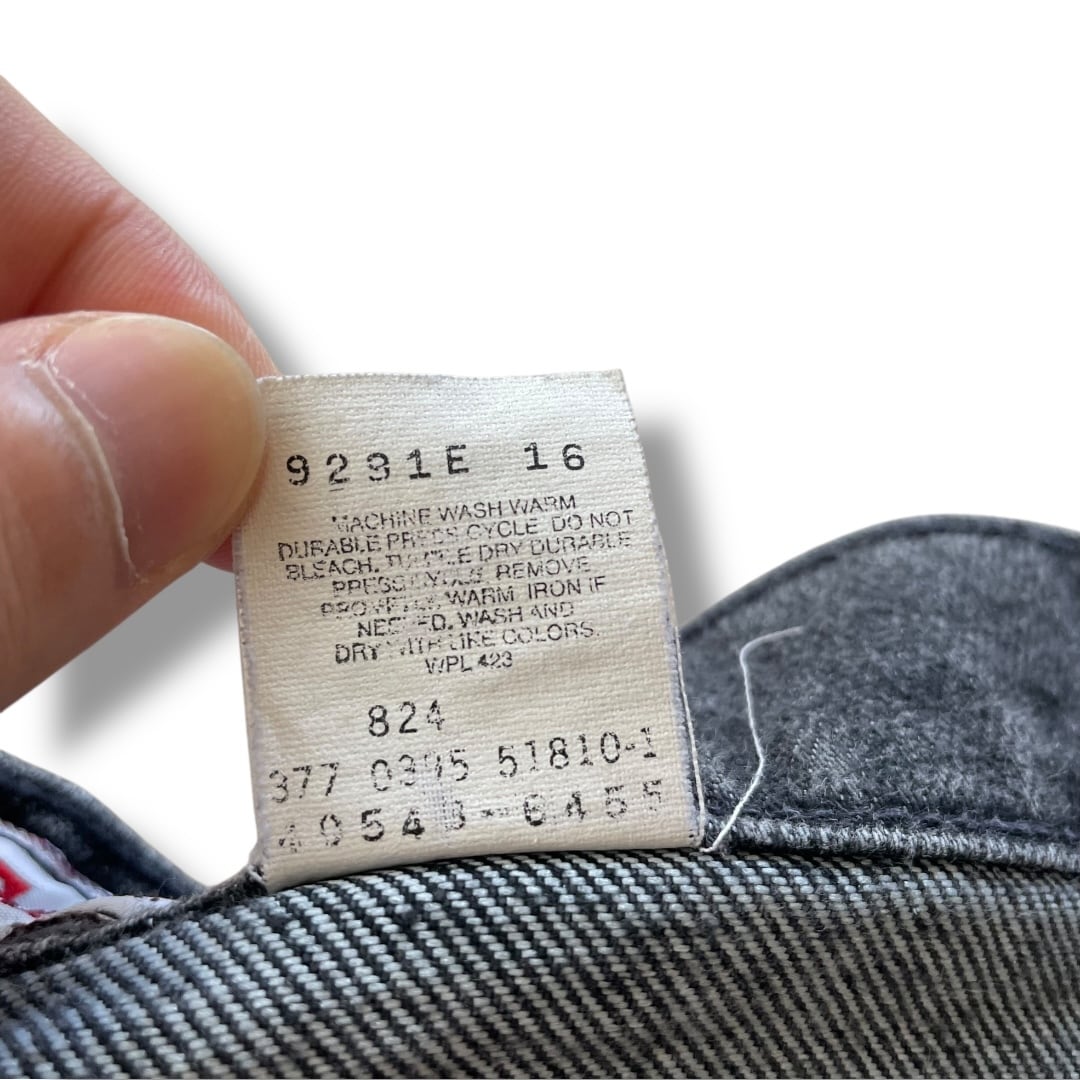 9231E 16
MACHINE WASH WARM
DURABLE PRESS CYCLE. DO NOT
BLEACH. TUMBLE DRY DURABLE
PRESS CYCLE. REMOVE
PROMPTLY. WARM IRON IF
NEEDED. WASH AND
DRY WITH LIKE COLORS.
WPL 423
824
377 51810-1